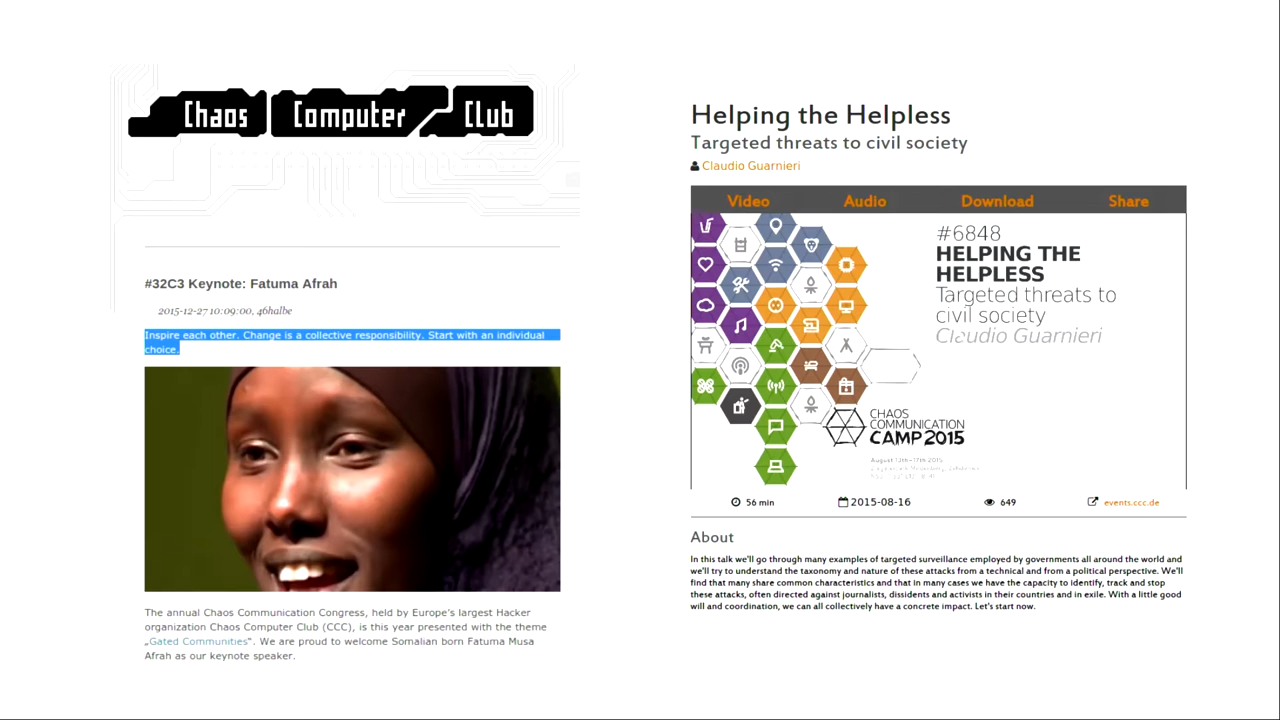 Chaos Computer Club
#32C3 Keynote: Fatuma Afrah
2015-12-27 10:09:00, 46halbe
Inspire each other. Change is a collective responsibility. Start with an individual
choice.
The annual Chaos Communication Congress, held by Europe's largest Hacker
organization Chaos Computer Club (CCC), is this year presented with the theme
„Gated Communities“. We are proud to welcome Somalian born Fatuma Musa
Afrah as our keynote speaker.
Helping the Helpless
Targeted threats to civil society
Claudio Guarnieri
Video Audio Download Share
#6848
HELPING THE
HELPLESS
Targeted threats to
civil society
Claudio Guarnieri
CHAOS
COMMUNICATION
CAMP 2015
August 13th–17th 2015
56 min 2015-08-16 649 events.ccc.de
About
In this talk we'll go through many examples of targeted surveillance employed by governments all around the world and
we'll try to understand the taxonomy and nature of these attacks from a technical and from a political perspective. We'll
find that many share common characteristics and that in many cases we have the capacity to identify, track and stop
these attacks, often directed against journalists, dissidents and activists in their countries and in exile. With a little good
will and coordination, we can all collectively have a concrete impact. Let's start now.